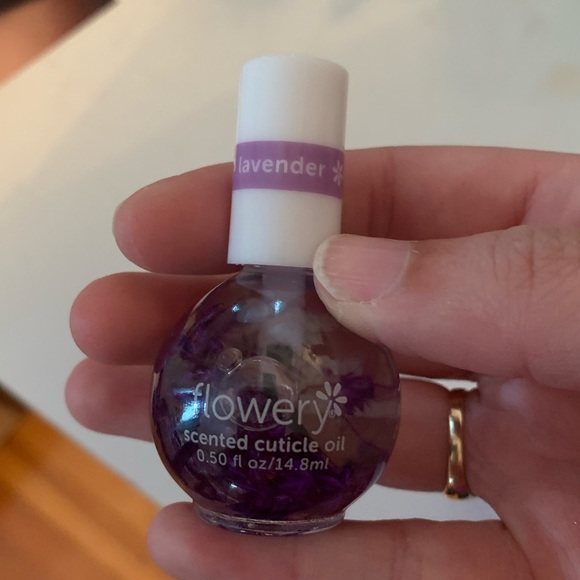 lavender
flowery®
scented cuticle oil
0.50 fl oz/14.8ml